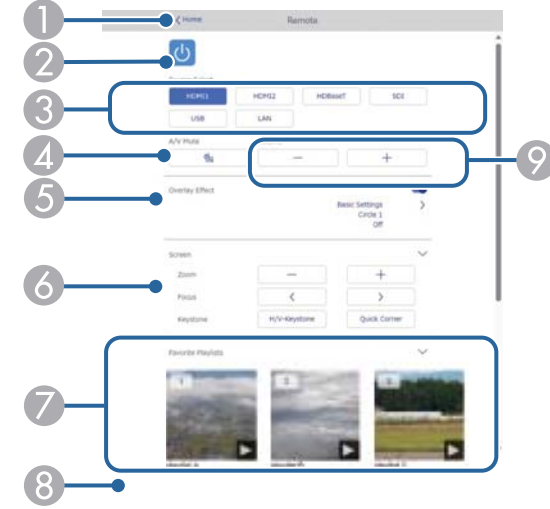 1 Home Remote
2
HDMI1 HDMI2 HDBaseT SDI
3
USB LAN
A/V Mute
4 − + 9
5 Overlay Effect
Basic Settings >
Circle 1
Off
Screen
Zoom − +
6
Focus < >
Keystone H/V-Keystone Quick Corner
Favorite Playlists
1 2 3
7
8